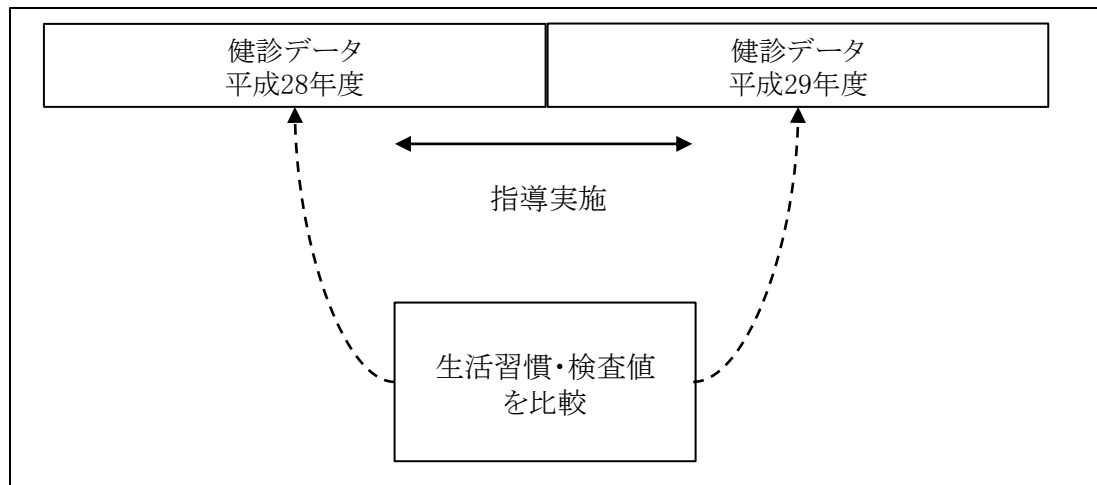 健診データ
平成28年度
健診データ
平成29年度
指導実施
生活習慣・検査値
を比較